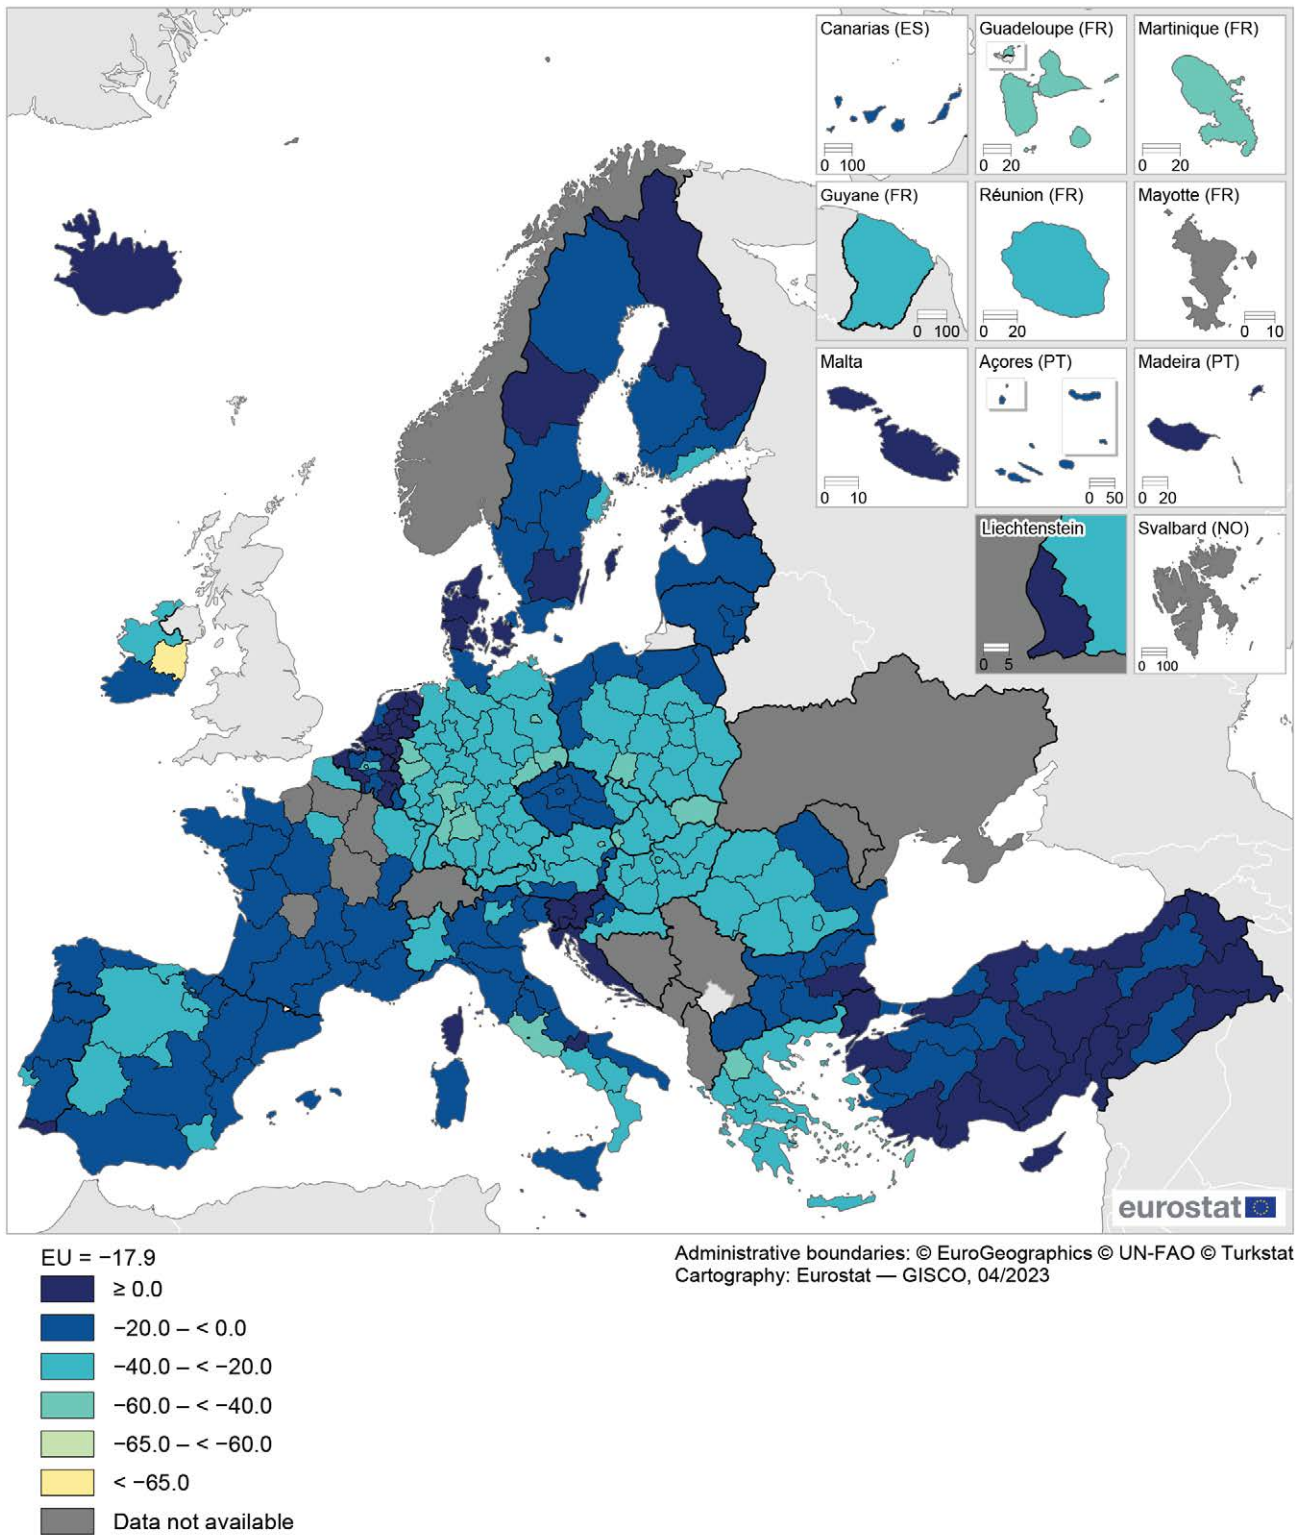 Canarias (ES)
0 100
Guadeloupe (FR)
0 20
Martinique (FR)
0 20
Guyane (FR)
0 100
Réunion (FR)
0 20
Mayotte (FR)
0 10
Malta
0 10
Açores (PT)
0 50
Madeira (PT)
0 20
Liechtenstein
0 5
Svalbard (NO)
0 100
eurostat
EU = −17.9
≥ 0.0
−20.0 – < 0.0
−40.0 – < −20.0
−60.0 – < −40.0
−65.0 – < −60.0
< −65.0
Data not available
Administrative boundaries: © EuroGeographics © UN-FAO © Turkstat
Cartography: Eurostat — GISCO, 04/2023